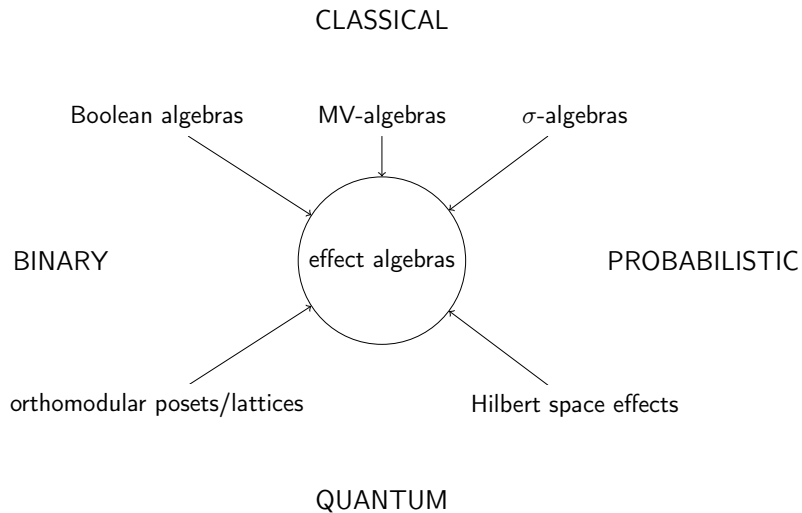 CLASSICAL
Boolean algebras
MV-algebras
σ-algebras
BINARY
effect algebras
PROBABILISTIC
orthomodular posets/lattices
Hilbert space effects
QUANTUM